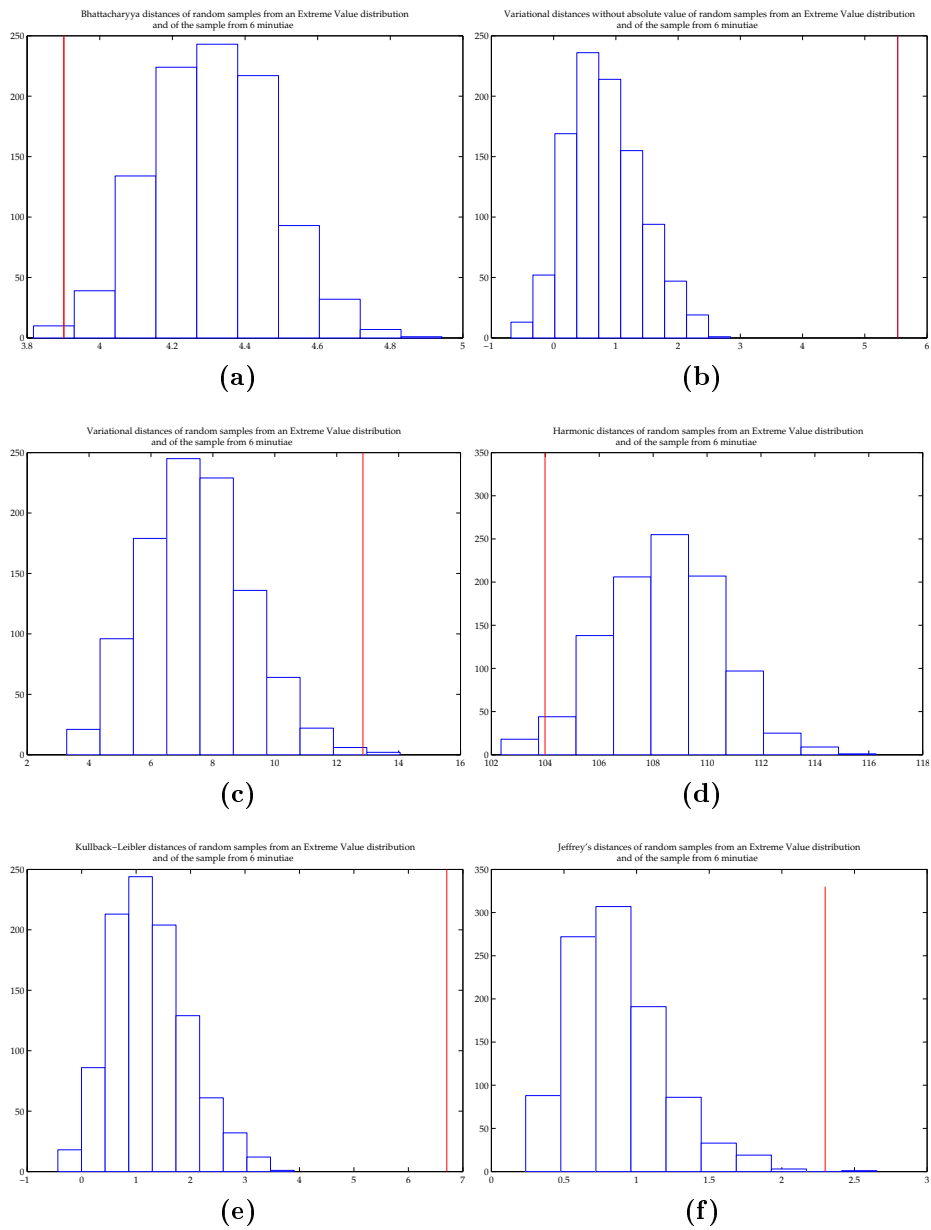 Bhattacharyya distances of random samples from an Extreme Value distribution
and of the sample from 6 minutiae
250
200
150
100
50
0
3.8 4 4.2 4.4 4.6 4.8 5
(a)
Variational distances without absolute value of random samples from an Extreme Value distribution
and of the sample from 6 minutiae
250
200
150
100
50
0
−1 0 1 2 3 4 5 6
(b)
Variational distances of random samples from an Extreme Value distribution
and of the sample from 6 minutiae
250
200
150
100
50
0
2 4 6 8 10 12 14 16
(c)
Harmonic distances of random samples from an Extreme Value distribution
and of the sample from 6 minutiae
350
300
250
200
150
100
50
0
102 104 106 108 110 112 114 116 118
(d)
Kullback−Leibler distances of random samples from an Extreme Value distribution
and of the sample from 6 minutiae
250
200
150
100
50
0
−1 0 1 2 3 4 5 6 7
(e)
Jeffrey's distances of random samples from an Extreme Value distribution
and of the sample from 6 minutiae
350
300
250
200
150
100
50
0
0 0.5 1 1.5 2 2.5 3
(f)